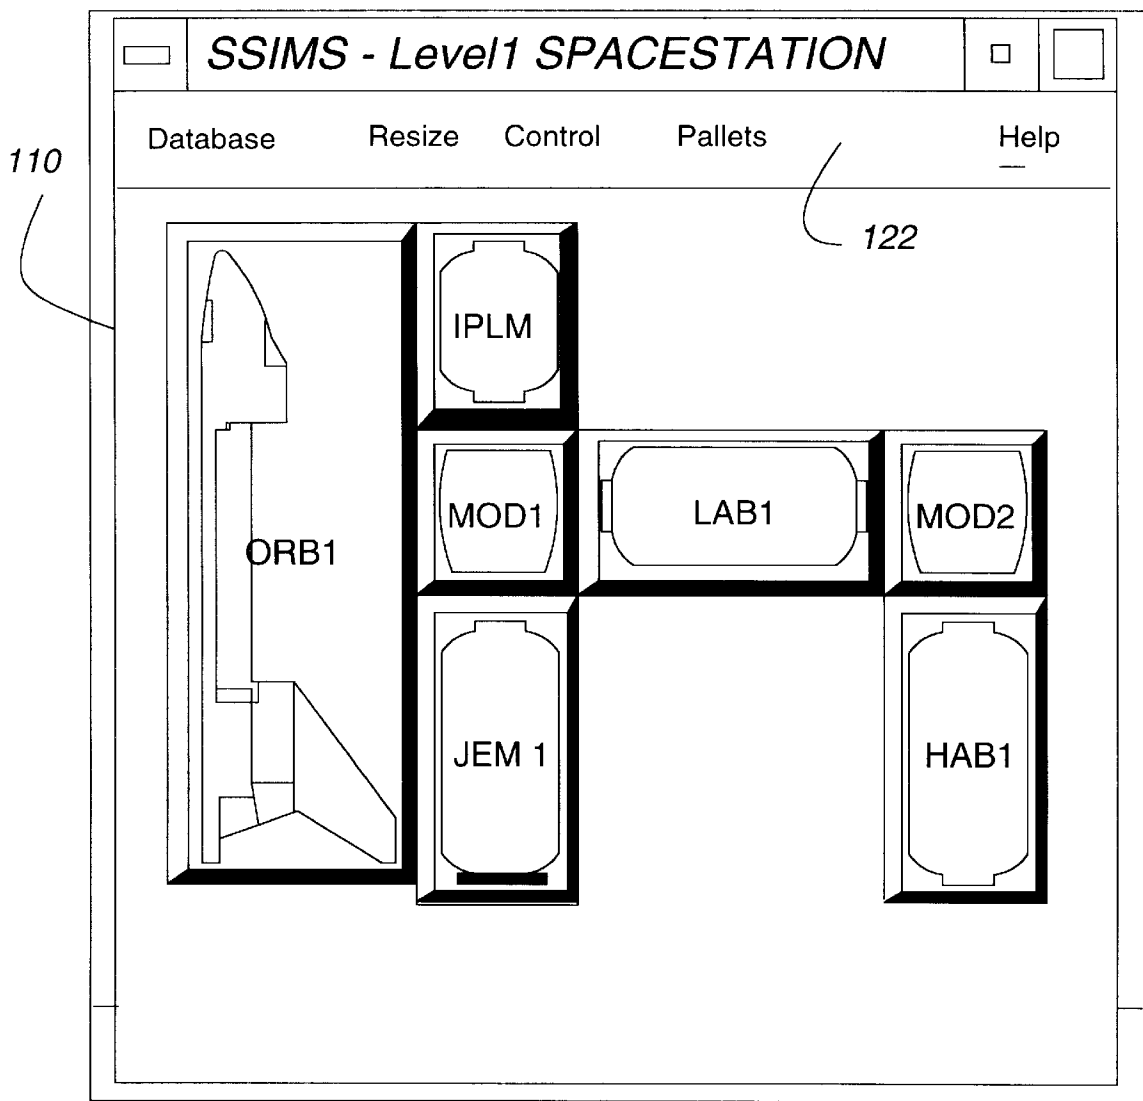 SSIMS - Level1 SPACESTATION
Database Resize Control Pallets Help
110
122
IPLM
MOD1 LAB1 MOD2
ORB1
JEM 1 HAB1